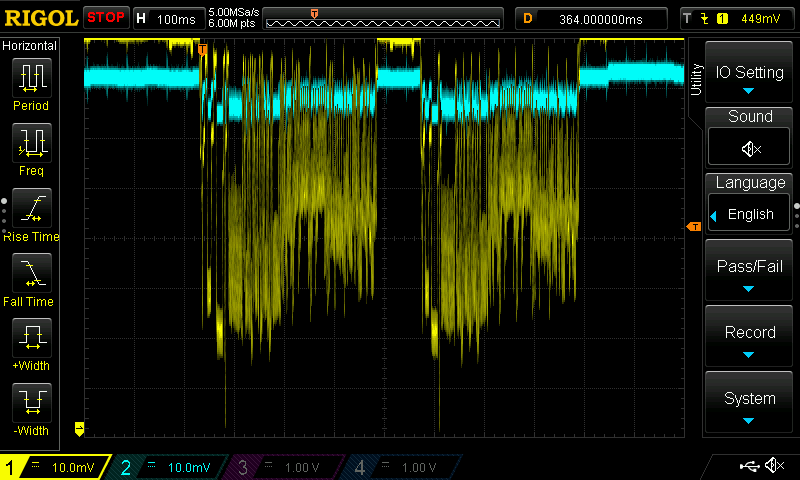 RIGOL STOP H 100ms 5.00MSa/s 6.00M pts T D 364.000000ms T 1 449mV
Horizontal
Period
Freq
Rise Time
Fall Time
+Width
-Width
T
T
Utility
IO Setting
Sound
Language
English
Pass/Fail
Record
System
1 10.0mV 2 10.0mV 3 1.00 V 4 1.00 V